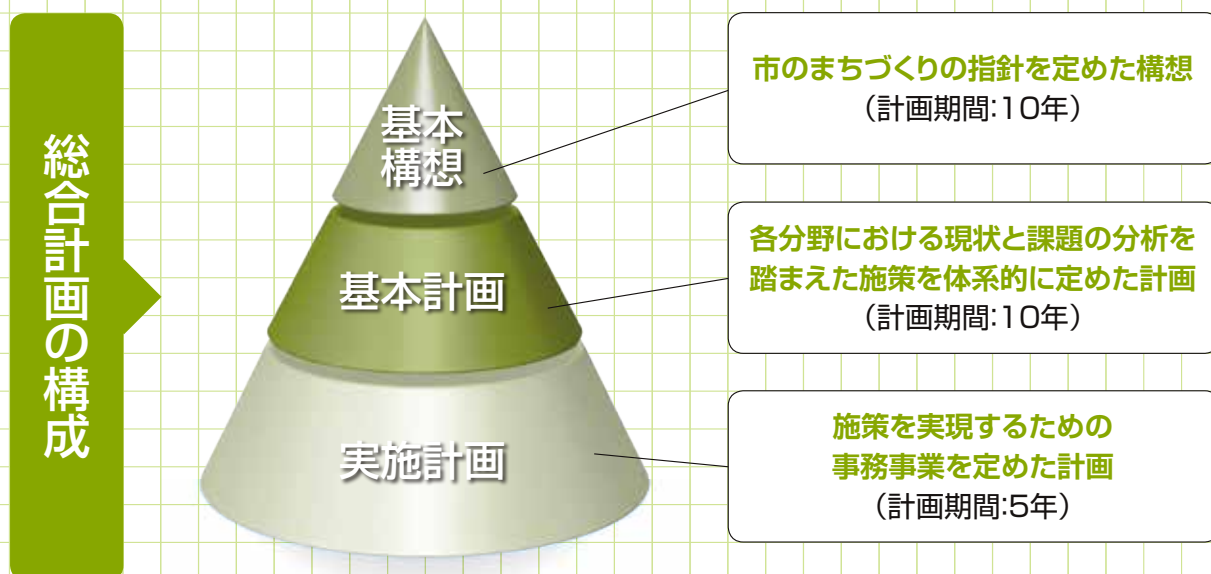 総合計画の構成
基本
構想
市のまちづくりの指針を定めた構想
（計画期間：10年）
基本計画
各分野における現状と課題の分析を
踏まえた施策を体系的に定めた計画
（計画期間：10年）
実施計画
施策を実現するための
事務事業を定めた計画
（計画期間：5年）